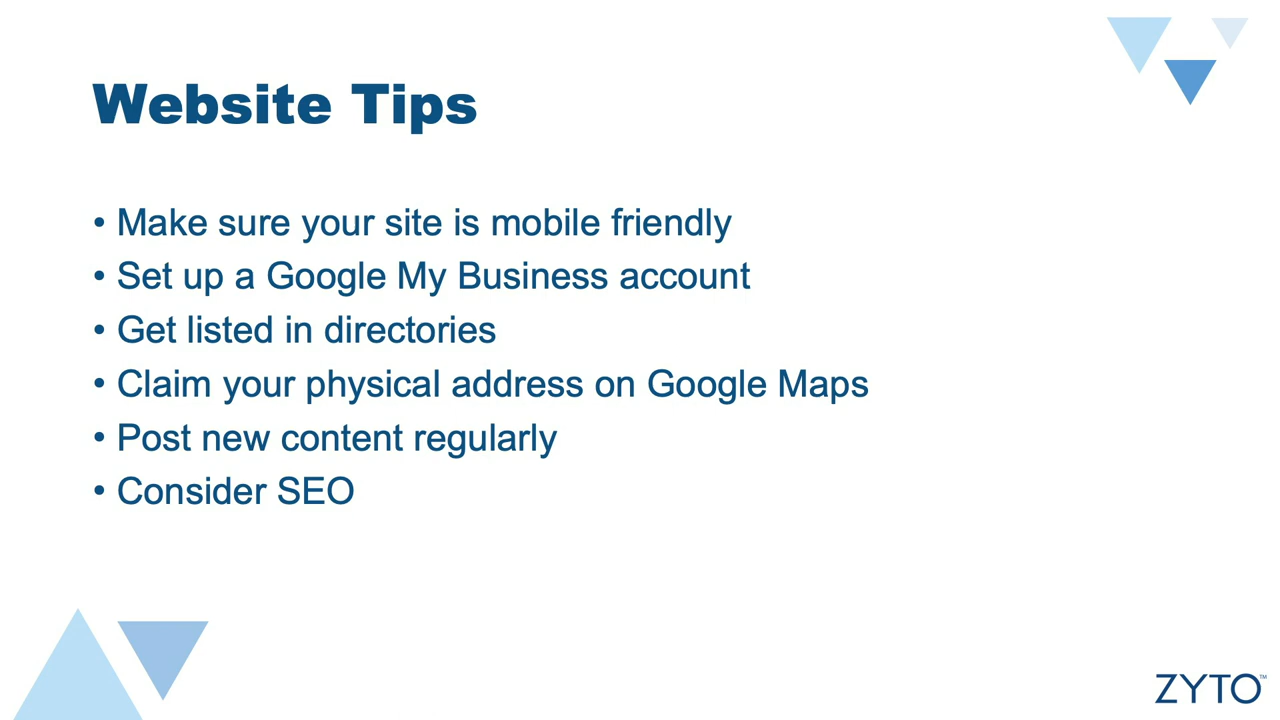 Website Tips
• Make sure your site is mobile friendly
• Set up a Google My Business account
• Get listed in directories
• Claim your physical address on Google Maps
• Post new content regularly
• Consider SEO
ZYTO™